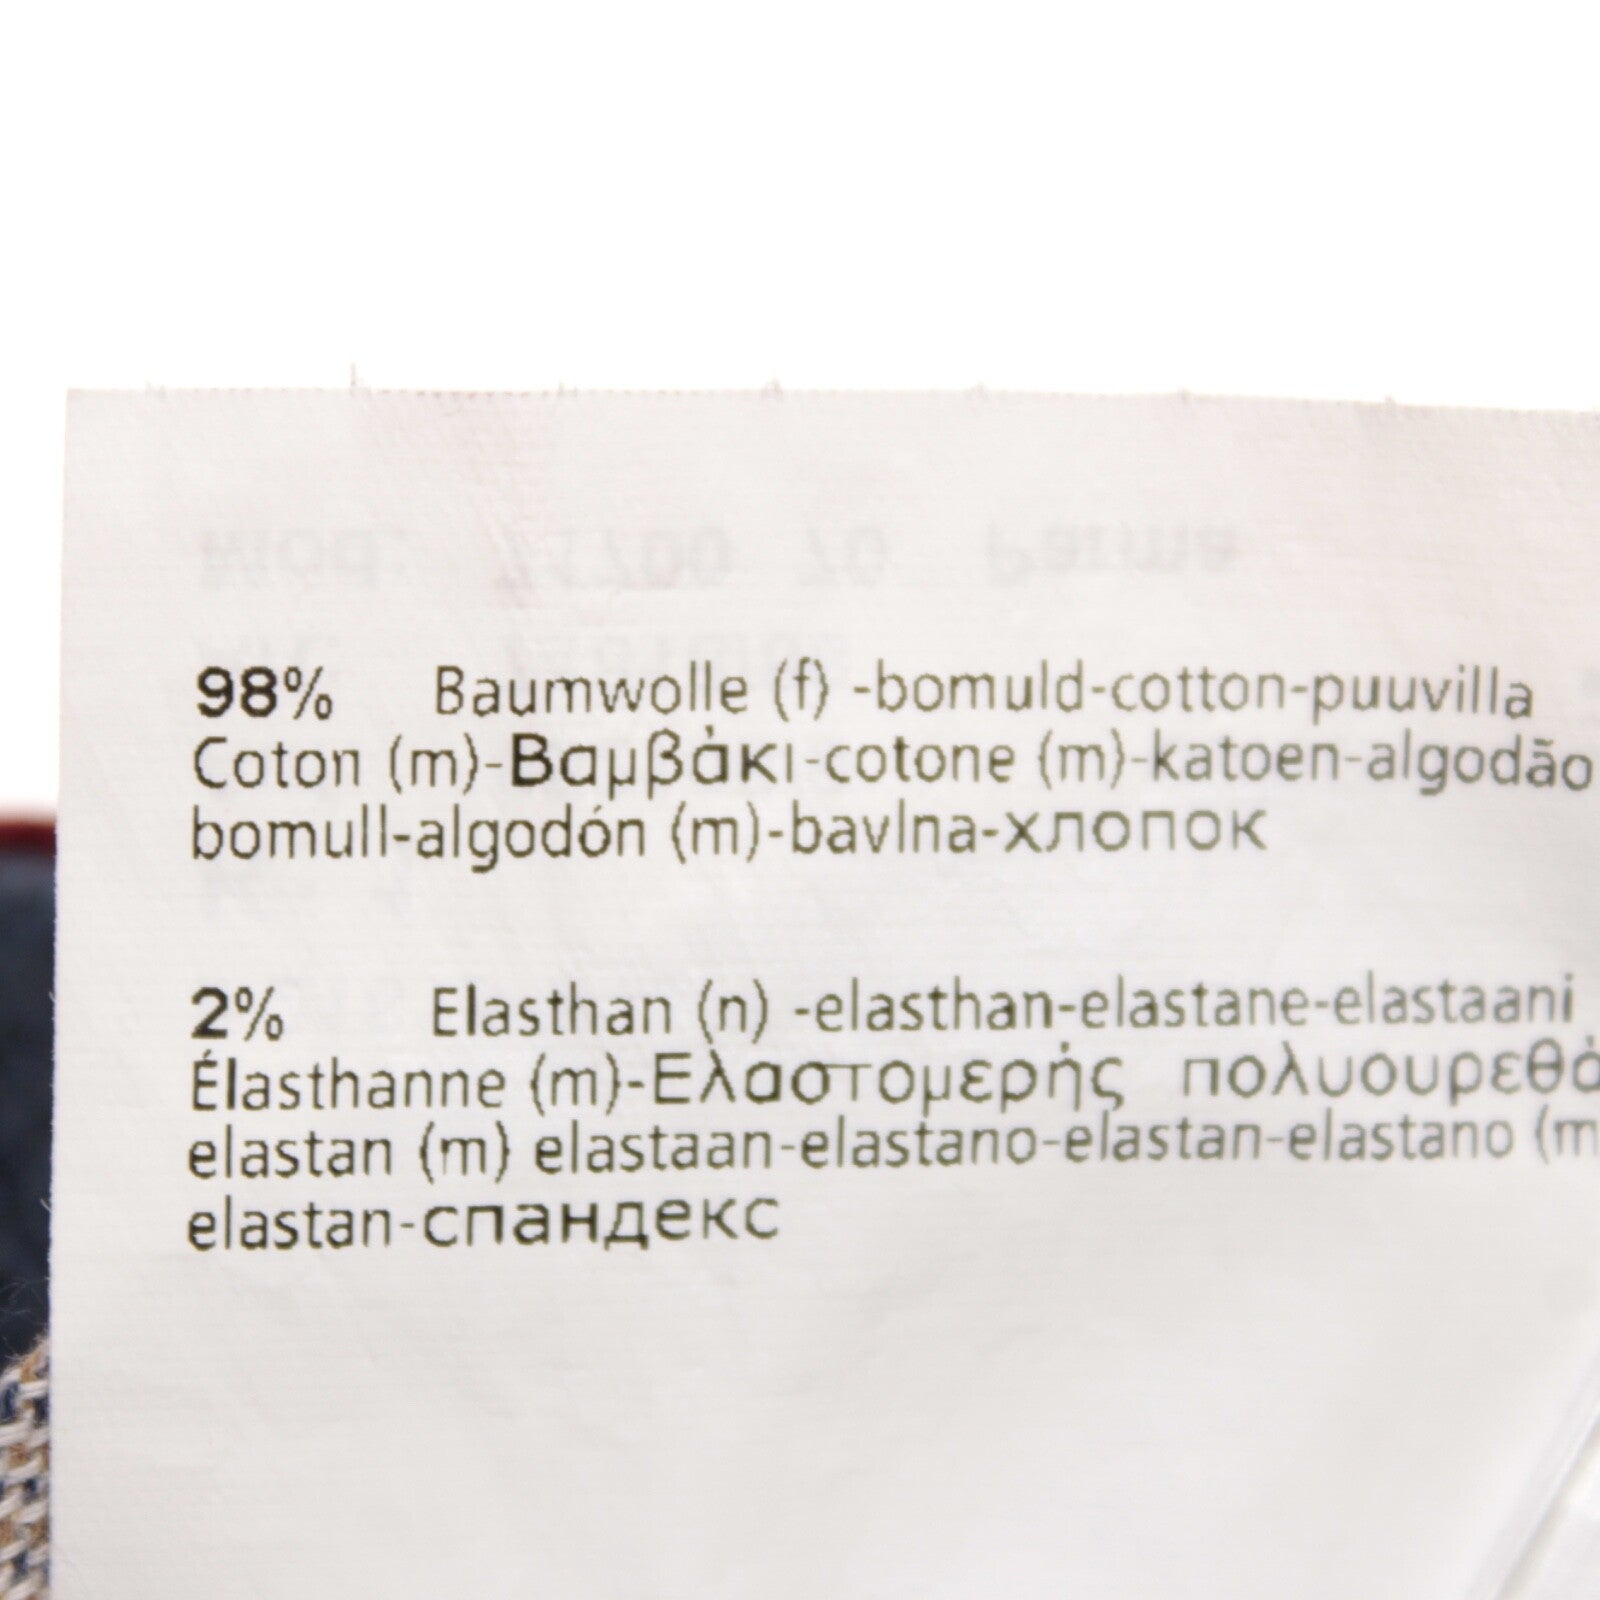 98% Baumwolle (f) -bomuld-cotton-puuvilla
Coton (m)-Βαμβάκι-cotone (m)-katoen-algodão
bomull-algodón (m)-bavlna-хлопок
2% Elasthan (n) -elasthan-elastane-elastaani
Élasthanne (m)-Ελαστομερής πολυουρεθά
elastan (m) elastaan-elastano-elastan-elastano (m
elastan-спандекс